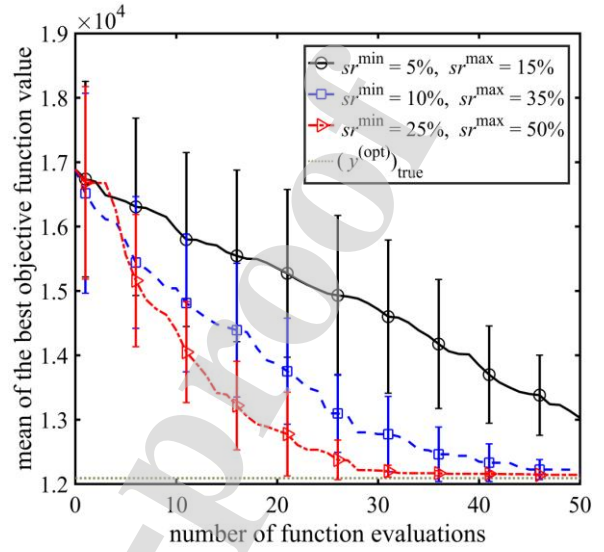 ×10⁴
1.9
1.8
1.7
1.6
1.5
1.4
1.3
1.2
0
10
20
30
40
50
mean of the best objective function value
number of function evaluations
sr^min = 5%, sr^max = 15%
sr^min = 10%, sr^max = 35%
sr^min = 25%, sr^max = 50%
(y^(opt))_true
-proof